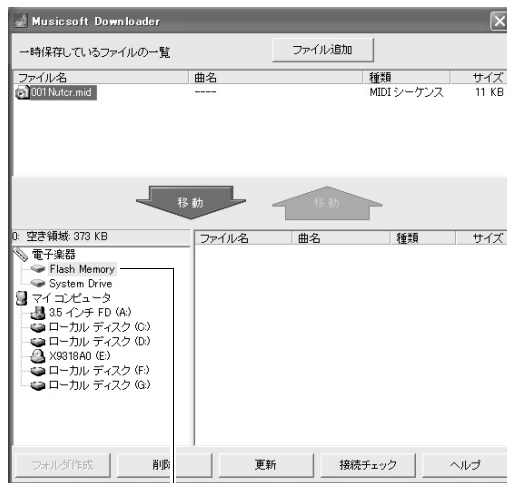 Musicsoft Downloader
一時保存しているファイルの一覧 ファイル追加
ファイル名 曲名 種類 サイズ
001Nutcr.mid ---- MIDI シーケンス 11 KB
移動 移動
0: 空き領域: 373 KB
ファイル名 曲名 種類 サイズ
電子楽器
Flash Memory
System Drive
マイ コンピュータ
3.5 インチ FD (A:)
ローカル ディスク (C:)
ローカル ディスク (D:)
X9318A0 (E:)
ローカル ディスク (F:)
ローカル ディスク (G:)
フォルダ作成 削除 更新 接続チェック ヘルプ